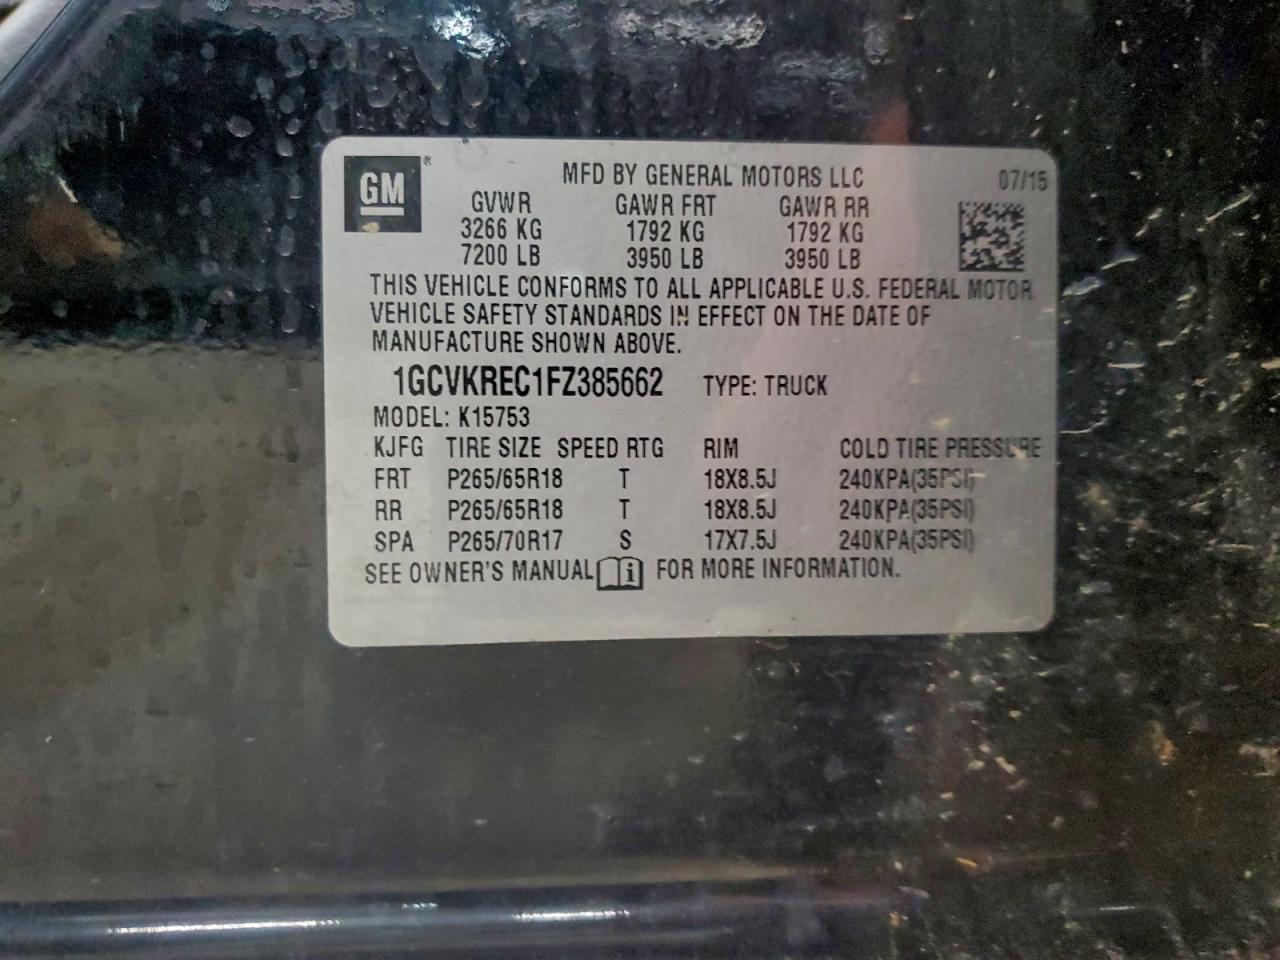 GM®
MFD BY GENERAL MOTORS LLC 07/15
GVWR GAWR FRT GAWR RR
3266 KG 1792 KG 1792 KG
7200 LB 3950 LB 3950 LB
THIS VEHICLE CONFORMS TO ALL APPLICABLE U.S. FEDERAL MOTOR
VEHICLE SAFETY STANDARDS IN EFFECT ON THE DATE OF
MANUFACTURE SHOWN ABOVE.
1GCVKREC1FZ385662 TYPE: TRUCK
MODEL: K15753
KJFG TIRE SIZE SPEED RTG RIM COLD TIRE PRESSURE
FRT P265/65R18 T 18X8.5J 240KPA(35PSI)
RR P265/65R18 T 18X8.5J 240KPA(35PSI)
SPA P265/70R17 S 17X7.5J 240KPA(35PSI)
SEE OWNER'S MANUAL FOR MORE INFORMATION.